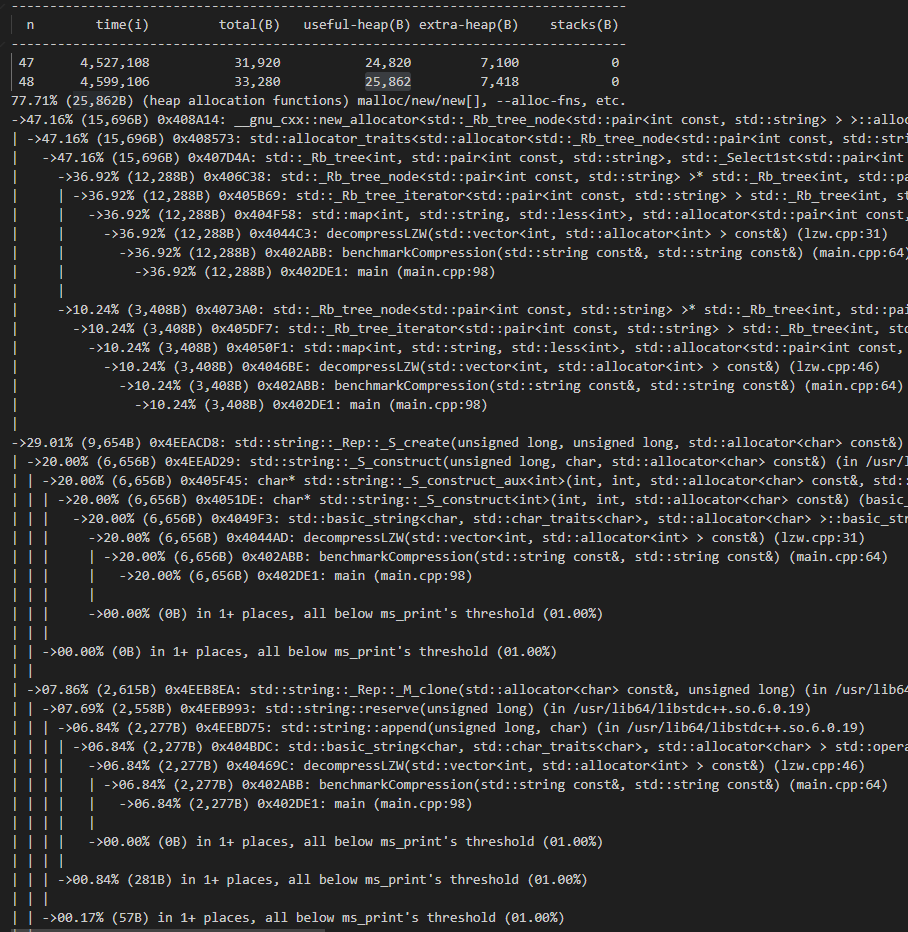 --------------------------------------------------------------------------------
  n        time(i)         total(B)   useful-heap(B) extra-heap(B)    stacks(B)
--------------------------------------------------------------------------------
 47      4,527,108           31,920           24,820         7,100            0
 48      4,599,106           33,280           25,862         7,418            0
77.71% (25,862B) (heap allocation functions) malloc/new/new[], --alloc-fns, etc.
->47.16% (15,696B) 0x408A14: __gnu_cxx::new_allocator<std::_Rb_tree_node<std::pair<int const, std::string> > >::alloc
| ->47.16% (15,696B) 0x408573: std::allocator_traits<std::allocator<std::_Rb_tree_node<std::pair<int const, std::stri
|   ->47.16% (15,696B) 0x407D4A: std::_Rb_tree<int, std::pair<int const, std::string>, std::_Select1st<std::pair<int
|     ->36.92% (12,288B) 0x406C38: std::_Rb_tree_node<std::pair<int const, std::string> >* std::_Rb_tree<int, std::pa
|     | ->36.92% (12,288B) 0x405B69: std::_Rb_tree_iterator<std::pair<int const, std::string> > std::_Rb_tree<int, st
|     |   ->36.92% (12,288B) 0x404F58: std::map<int, std::string, std::less<int>, std::allocator<std::pair<int const,
|     |     ->36.92% (12,288B) 0x4044C3: decompressLZW(std::vector<int, std::allocator<int> > const&) (lzw.cpp:31)
|     |       ->36.92% (12,288B) 0x402ABB: benchmarkCompression(std::string const&, std::string const&) (main.cpp:64)
|     |         ->36.92% (12,288B) 0x402DE1: main (main.cpp:98)
|     |
|     ->10.24% (3,408B) 0x4073A0: std::_Rb_tree_node<std::pair<int const, std::string> >* std::_Rb_tree<int, std::pai
|       ->10.24% (3,408B) 0x405DF7: std::_Rb_tree_iterator<std::pair<int const, std::string> > std::_Rb_tree<int, std
|         ->10.24% (3,408B) 0x4050F1: std::map<int, std::string, std::less<int>, std::allocator<std::pair<int const,
|           ->10.24% (3,408B) 0x4046BE: decompressLZW(std::vector<int, std::allocator<int> > const&) (lzw.cpp:46)
|             ->10.24% (3,408B) 0x402ABB: benchmarkCompression(std::string const&, std::string const&) (main.cpp:64)
|               ->10.24% (3,408B) 0x402DE1: main (main.cpp:98)
|
->29.01% (9,654B) 0x4EEACD8: std::string::_Rep::_S_create(unsigned long, unsigned long, std::allocator<char> const&)
| ->20.00% (6,656B) 0x4EEAD29: std::string::_S_construct(unsigned long, char, std::allocator<char> const&) (in /usr/l
| | ->20.00% (6,656B) 0x405F45: char* std::string::_S_construct_aux<int>(int, int, std::allocator<char> const&, std::
| | | ->20.00% (6,656B) 0x4051DE: char* std::string::_S_construct<int>(int, int, std::allocator<char> const&) (basic_
| | |   ->20.00% (6,656B) 0x4049F3: std::basic_string<char, std::char_traits<char>, std::allocator<char> >::basic_str
| | |     ->20.00% (6,656B) 0x4044AD: decompressLZW(std::vector<int, std::allocator<int> > const&) (lzw.cpp:31)
| | |     | ->20.00% (6,656B) 0x402ABB: benchmarkCompression(std::string const&, std::string const&) (main.cpp:64)
| | |     |   ->20.00% (6,656B) 0x402DE1: main (main.cpp:98)
| | |     |
| | |     ->00.00% (0B) in 1+ places, all below ms_print's threshold (01.00%)
| | |
| | ->00.00% (0B) in 1+ places, all below ms_print's threshold (01.00%)
| |
| ->07.86% (2,615B) 0x4EEB8EA: std::string::_Rep::_M_clone(std::allocator<char> const&, unsigned long) (in /usr/lib64
| | ->07.69% (2,558B) 0x4EEB993: std::string::reserve(unsigned long) (in /usr/lib64/libstdc++.so.6.0.19)
| | | ->06.84% (2,277B) 0x4EEBD75: std::string::append(unsigned long, char) (in /usr/lib64/libstdc++.so.6.0.19)
| | | | ->06.84% (2,277B) 0x404BDC: std::basic_string<char, std::char_traits<char>, std::allocator<char> > std::opera
| | | |   ->06.84% (2,277B) 0x40469C: decompressLZW(std::vector<int, std::allocator<int> > const&) (lzw.cpp:46)
| | | |   | ->06.84% (2,277B) 0x402ABB: benchmarkCompression(std::string const&, std::string const&) (main.cpp:64)
| | | |   |   ->06.84% (2,277B) 0x402DE1: main (main.cpp:98)
| | | |   |
| | | |   ->00.00% (0B) in 1+ places, all below ms_print's threshold (01.00%)
| | | |
| | | ->00.84% (281B) in 1+ places, all below ms_print's threshold (01.00%)
| | |
| | ->00.17% (57B) in 1+ places, all below ms_print's threshold (01.00%)